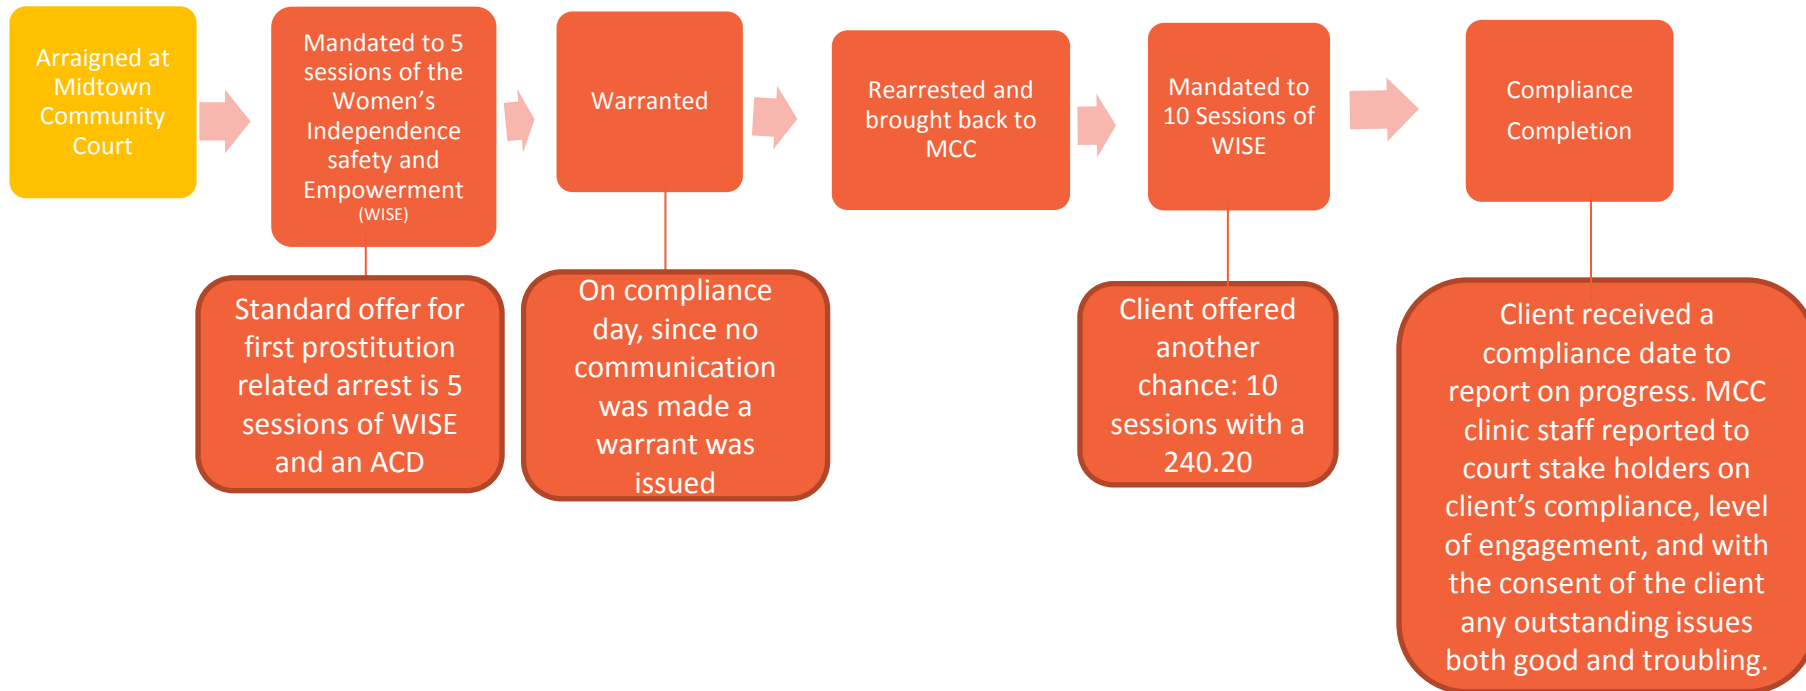 Arraigned at
Midtown
Community
Court
Mandated to 5
sessions of the
Women’s
Independence
safety and
Empowerment
(WISE)
Warranted
Rearrested and
brought back to
MCC
Mandated to
10 Sessions of
WISE
Compliance
Completion
Standard offer for
first prostitution
related arrest is 5
sessions of WISE
and an ACD
On compliance
day, since no
communication
was made a
warrant was
issued
Client offered
another
chance: 10
sessions with a
240.20
Client received a
compliance date to
report on progress. MCC
clinic staff reported to
court stake holders on
client’s compliance, level
of engagement, and with
the consent of the client
any outstanding issues
both good and troubling.